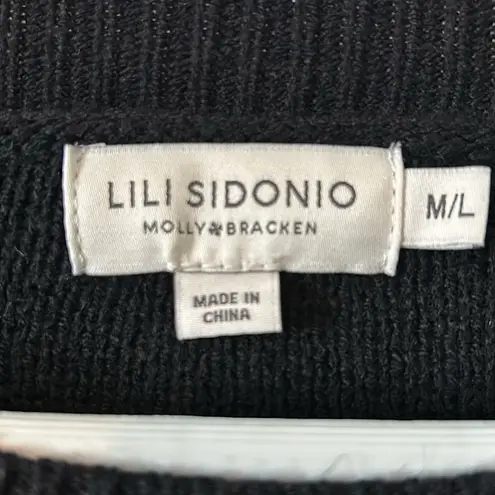 LILI SIDONIO
MOLLY BRACKEN
M/L
MADE IN
CHINA